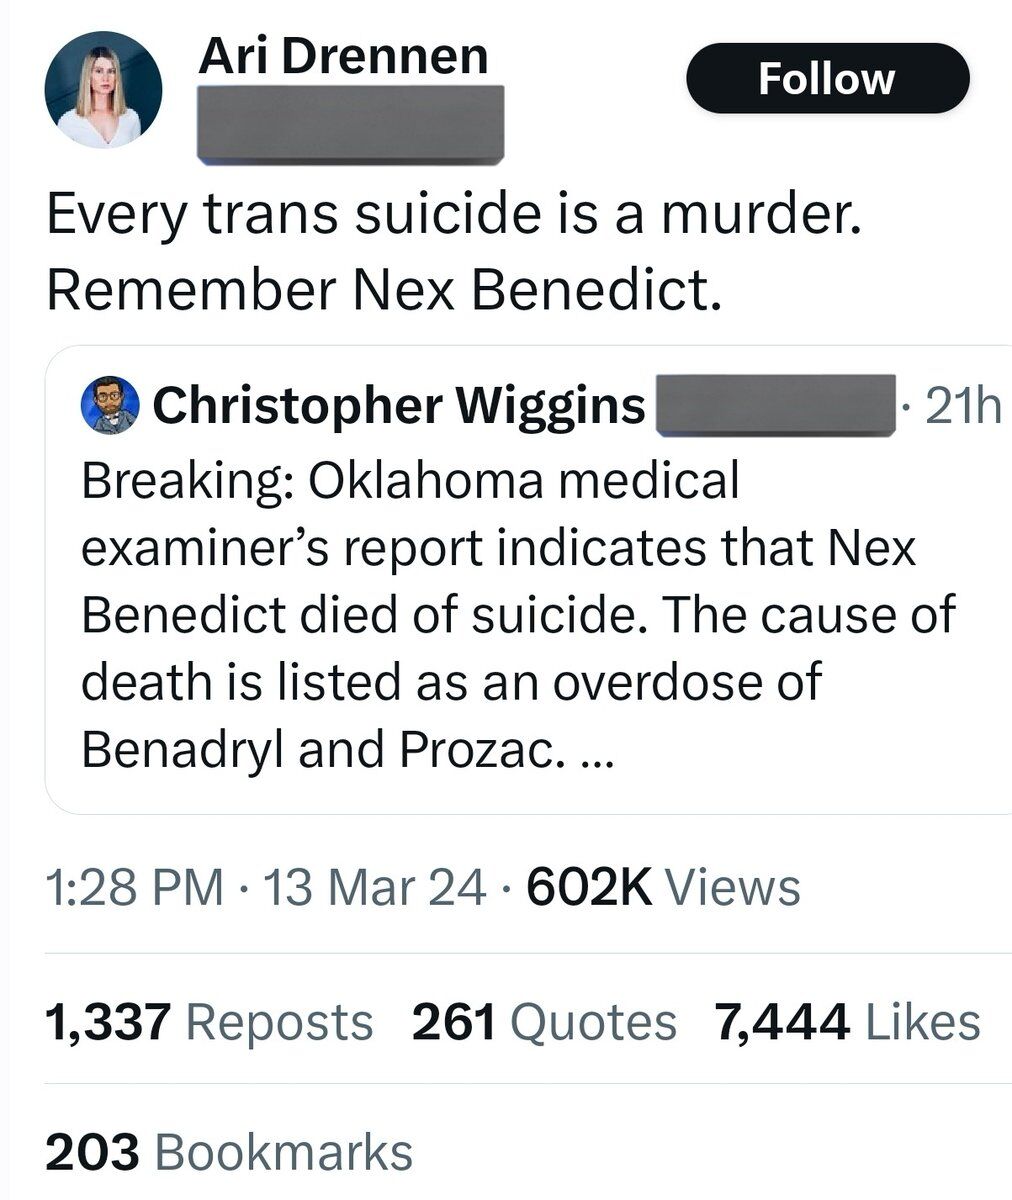 Ari Drennen
Follow
Every trans suicide is a murder.
Remember Nex Benedict.
Christopher Wiggins · 21h
Breaking: Oklahoma medical
examiner’s report indicates that Nex
Benedict died of suicide. The cause of
death is listed as an overdose of
Benadryl and Prozac. ...
1:28 PM · 13 Mar 24 · 602K Views
1,337 Reposts 261 Quotes 7,444 Likes
203 Bookmarks